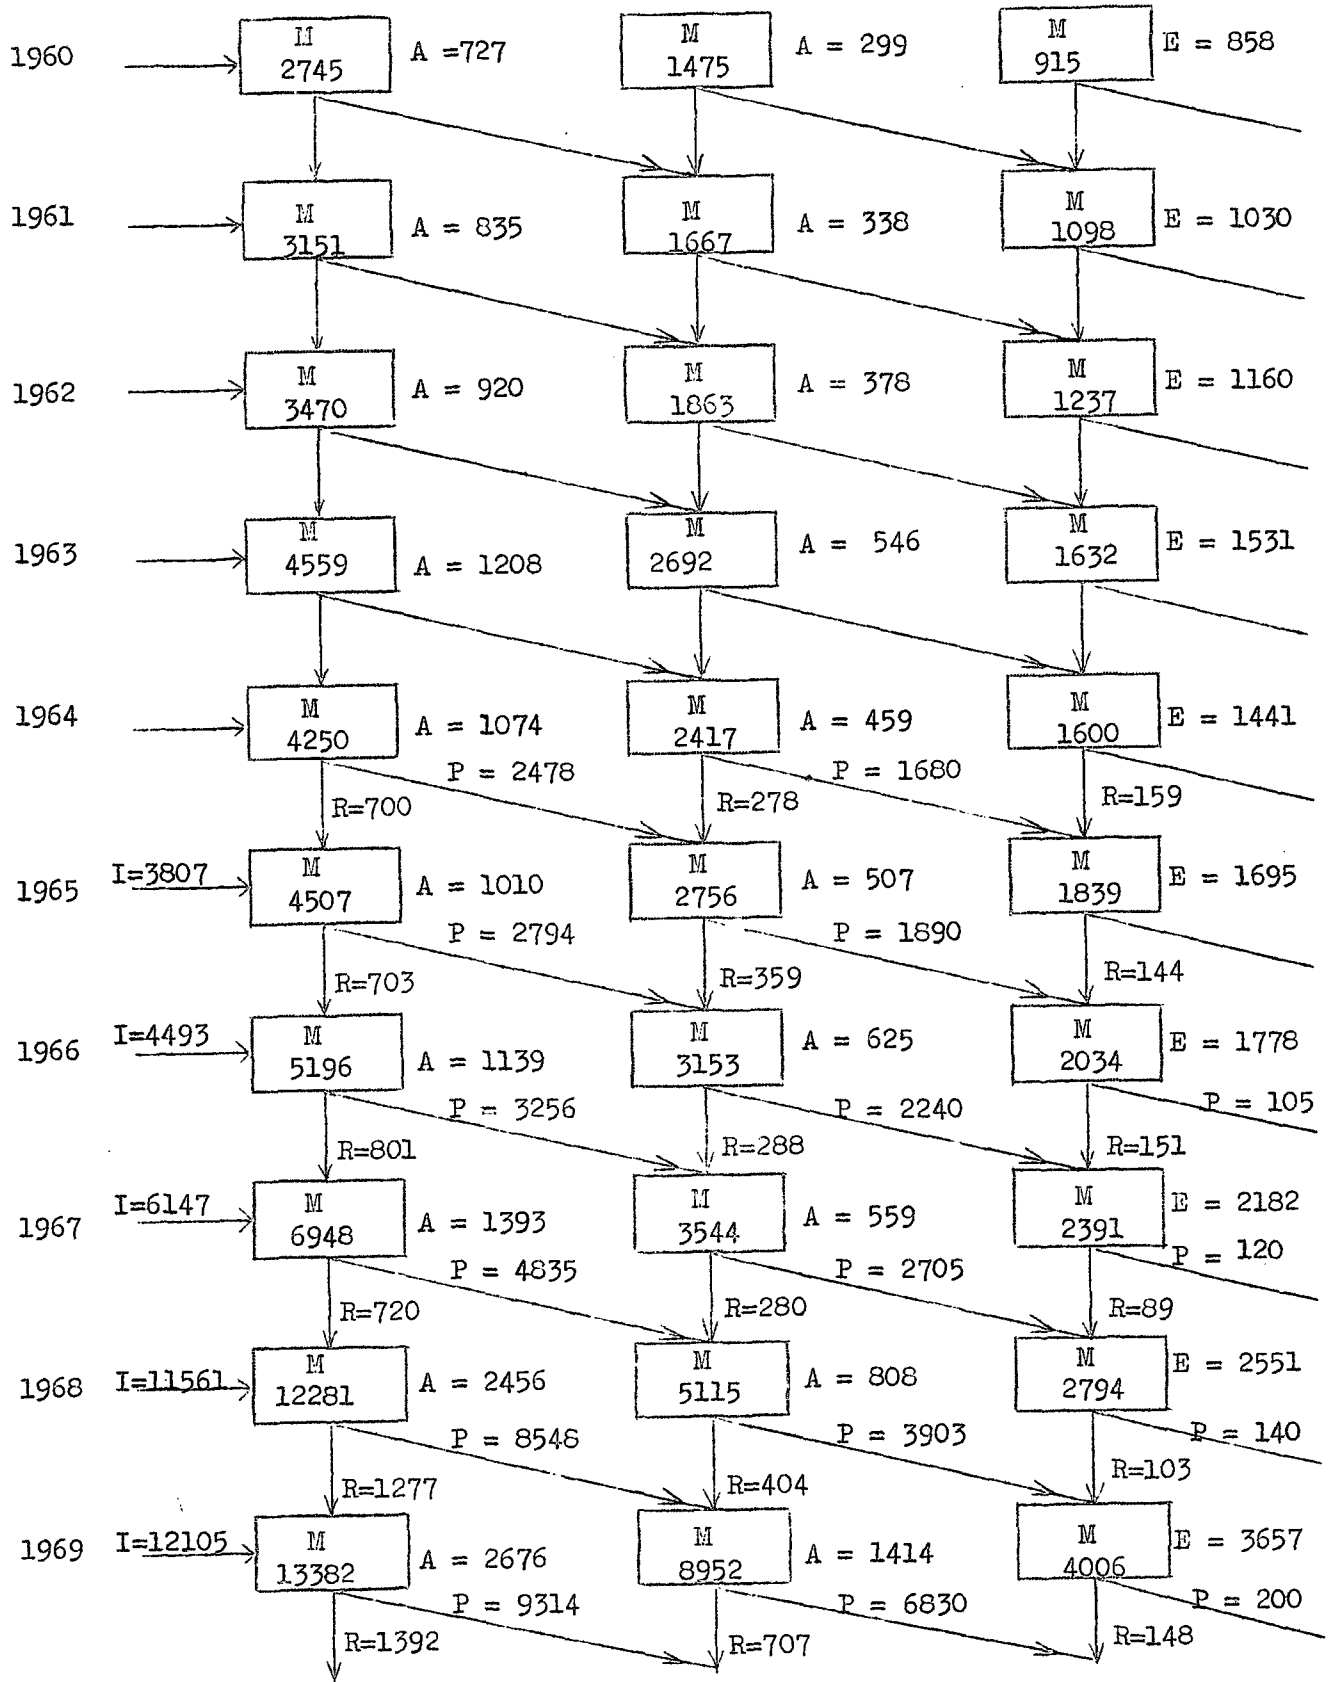 M M M
1960 2745 A =727 1475 A = 299 915 E = 858
M M M
1961 3151 A = 835 1667 A = 338 1098 E = 1030
M M M
1962 3470 A = 920 1863 A = 378 1237 E = 1160
M M M
1963 4559 A = 1208 2692 A = 546 1632 E = 1531
M M M
1964 4250 A = 1074 2417 A = 459 1600 E = 1441
P = 2478 P = 1680
R=700 R=278 R=159
M M M
1965 I=3807 4507 A = 1010 2756 A = 507 1839 E = 1695
P = 2794 P = 1890
R=703 R=359 R=144
M M M
1966 I=4493 5196 A = 1139 3153 A = 625 2034 E = 1778
P = 3256 P = 2240 P = 105
R=801 R=288 R=151
M M M
1967 I=6147 6948 A = 1393 3544 A = 559 2391 E = 2182
P = 4835 P = 2705 P = 120
R=720 R=280 R=89
M M M
1968 I=11561 12281 A = 2456 5115 A = 808 2794 E = 2551
P = 8548 P = 3903 P = 140
R=1277 R=404 R=103
M M M
1969 I=12105 13382 A = 2676 8952 A = 1414 4006 E = 3657
P = 9314 P = 6830 P = 200
R=1392 R=707 R=148